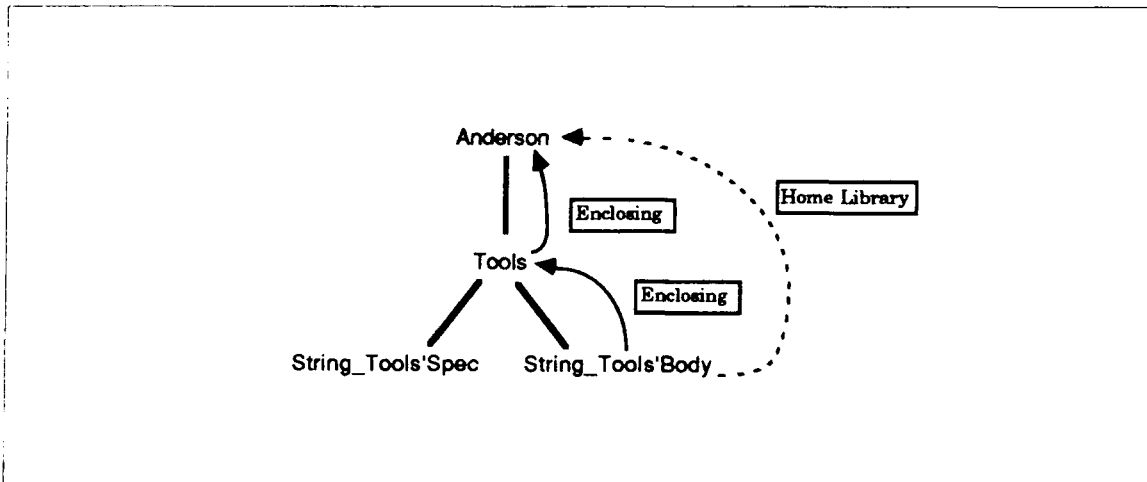 Anderson
Home Library
Enclosing
Tools
Enclosing
String_Tools'Spec
String_Tools'Body